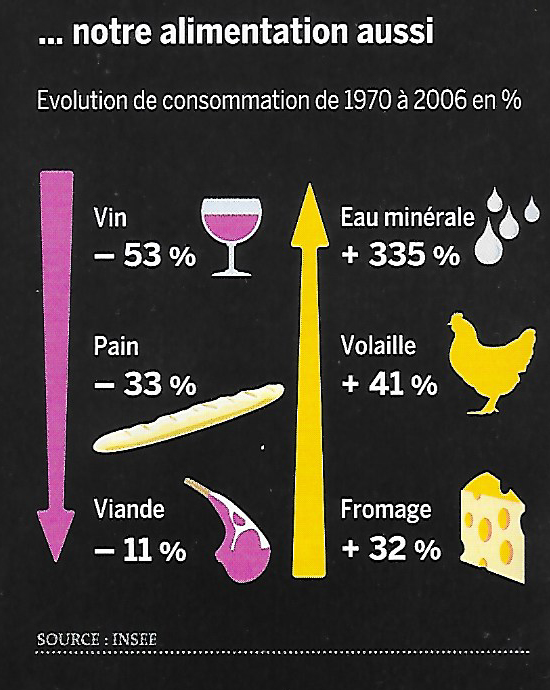 ... notre alimentation aussi
Evolution de consommation de 1970 à 2006 en %
Vin
– 53 %
Pain
– 33 %
Viande
– 11 %
Eau minérale
+ 335 %
Volaille
+ 41 %
Fromage
+ 32 %
SOURCE : INSEE